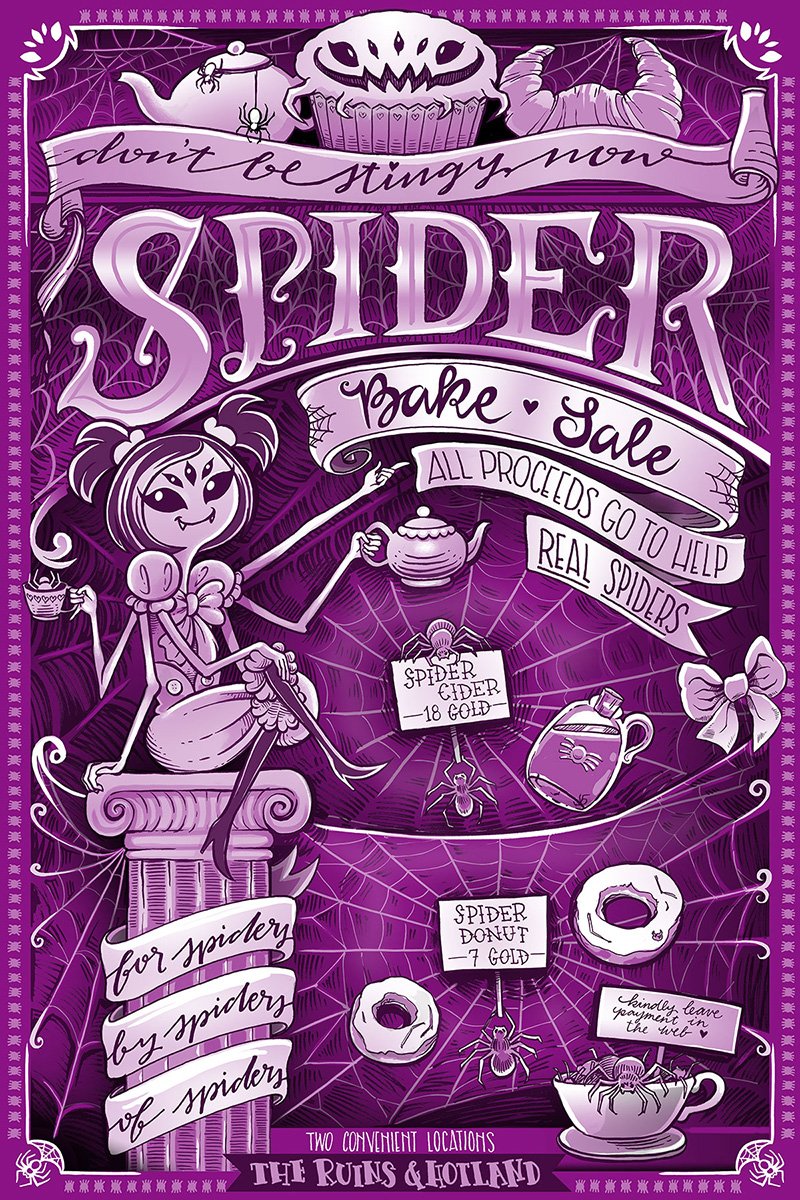 don't be stingy, now
SPIDER
Bake ♥ Sale
ALL PROCEEDS GO TO HELP
REAL SPIDERS
SPIDER
CIDER
—18 GOLD—
SPIDER
DONUT
—7 GOLD—
kindly leave
payment in
the web ♥
for spiders
by spiders
of spiders
TWO CONVENIENT LOCATIONS
THE RUINS & HOTLAND